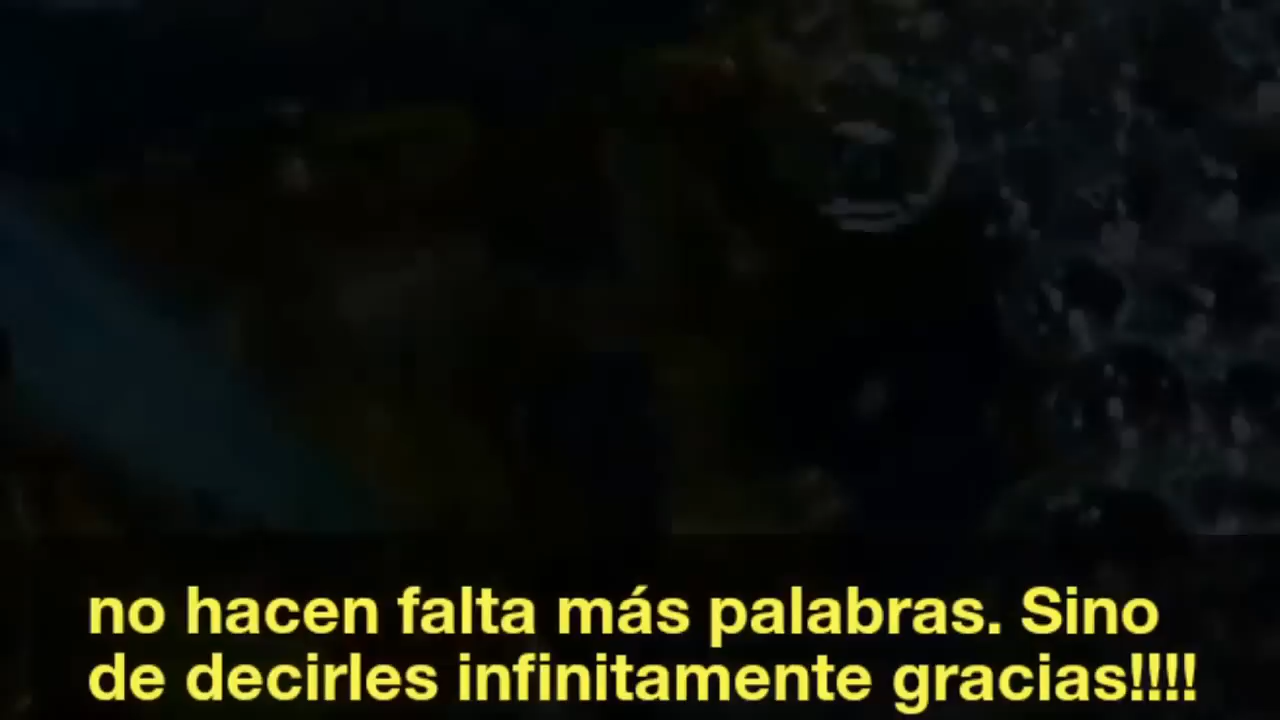 no hacen falta más palabras. Sino
de decirles infinitamente gracias!!!!